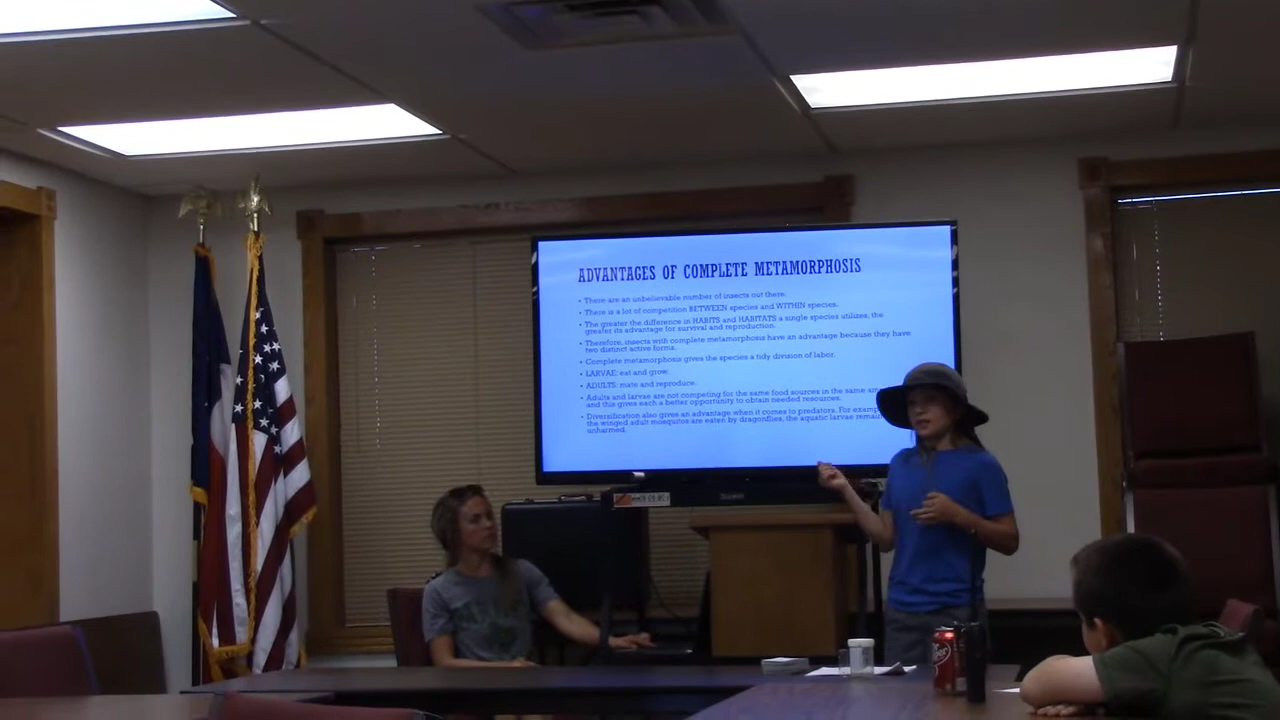 ADVANTAGES OF COMPLETE METAMORPHOSIS
• There are an unbelievable number of insects out there.
• There is a lot of competition BETWEEN species and WITHIN species.
• The greater the difference in HABITS and HABITATS a single species utilizes, the
greater its advantage for survival and reproduction.
• Therefore, insects with complete metamorphosis have an advantage because they have
two distinct active forms.
• Complete metamorphosis gives the species a tidy division of labor.
• LARVAE: eat and grow.
• ADULTS: mate and reproduce.
• Adults and larvae are not competing for the same food sources in the same
and this gives each a better opportunity to obtain needed resources.
• Diversification also gives an advantage when it comes to predators. For
the winged adult mosquitos are eaten by dragonflies, the aquatic larvae
unharmed.